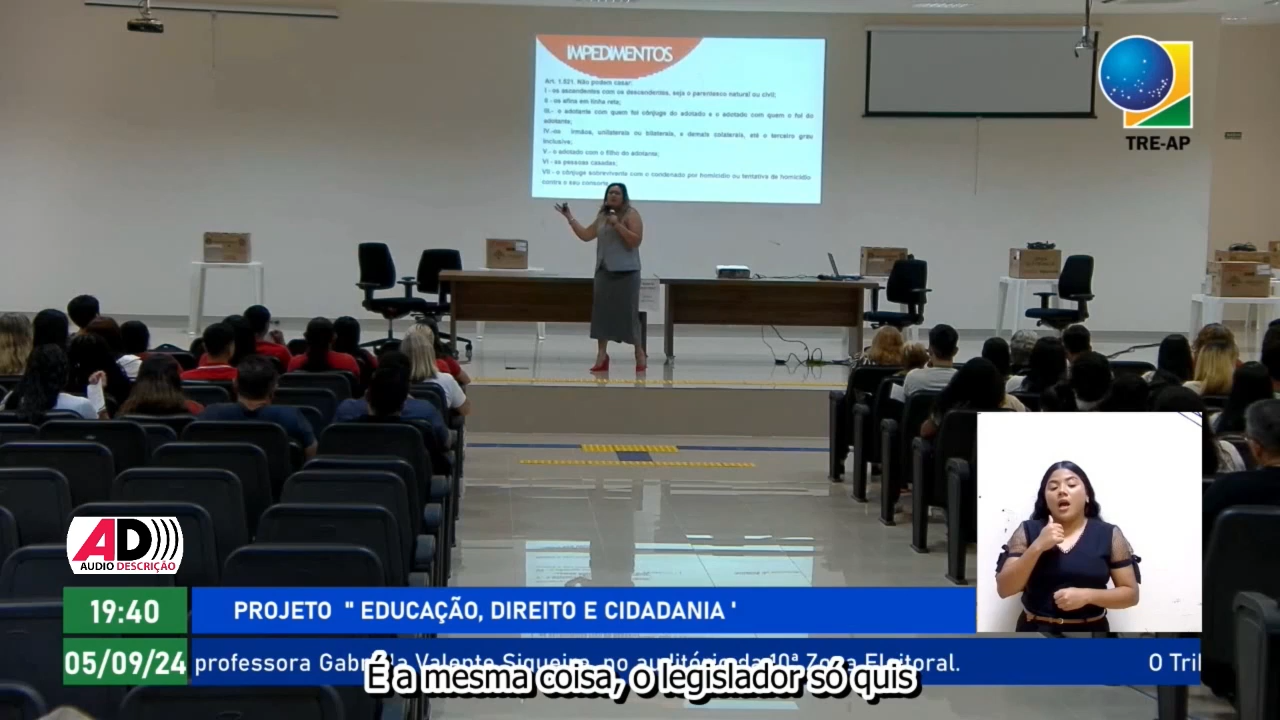 IMPEDIMENTOS
Art. 1.521. Não podem casar:
I - os ascendentes com os descendentes, seja o parentesco natural ou civil;
II - os afins em linha reta;
III - o adotante com quem foi cônjuge do adotado e o adotado com quem o foi do
adotante;
IV - os irmãos, unilaterais ou bilaterais, e demais colaterais, até o terceiro grau
inclusive;
V - o adotado com o filho do adotante;
VI - as pessoas casadas;
VII - o cônjuge sobrevivente com o condenado por homicídio ou tentativa de homicídio
contra o seu consorte
TRE-AP
AD
AUDIO DESCRIÇÃO
19:40
PROJETO " EDUCAÇÃO, DIREITO E CIDADANIA '
05/09/24
professora Gabriela Valente Siqueira, no auditório da 10ª Zona Eleitoral. O Tri
É a mesma coisa, o legislador só quis